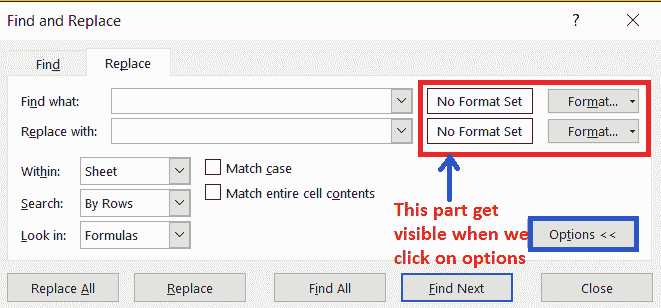 Find and Replace ? ×
Find Replace
Find what: No Format Set Format...
Replace with: No Format Set Format...
Within: Sheet Match case
Search: By Rows Match entire cell contents
Look in: Formulas
This part get
visible when we
click on options
Options <<
Replace All Replace Find All Find Next Close